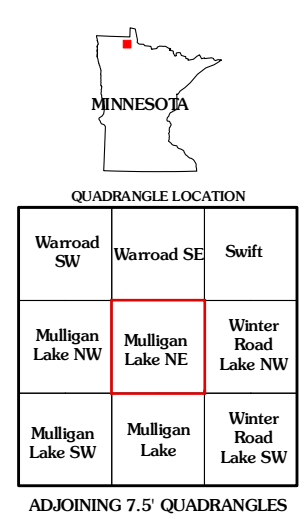 MINNESOTA
QUADRANGLE LOCATION
Warroad
SW
Warroad SE
Swift
Mulligan
Lake NW
Mulligan
Lake NE
Winter
Road
Lake NW
Mulligan
Lake SW
Mulligan
Lake
Winter
Road
Lake SW
ADJOINING 7.5' QUADRANGLES